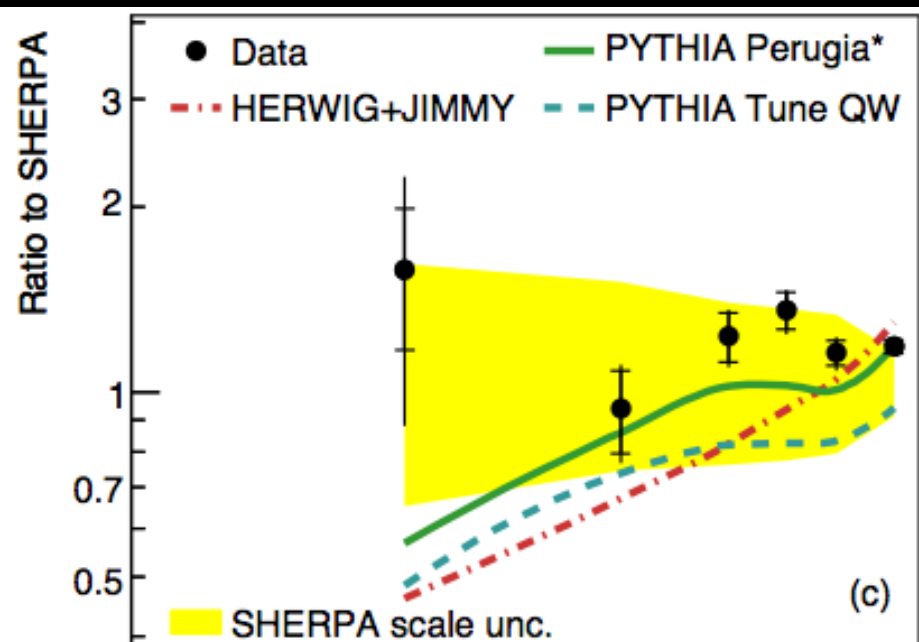 Ratio to SHERPA
Data
PYTHIA Perugia*
HERWIG+JIMMY
PYTHIA Tune QW
3
2
1
0.7
0.5
(c)
SHERPA scale unc.